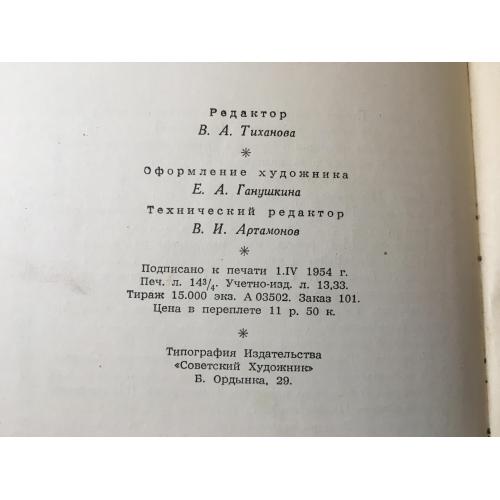 Редактор
В. А. Тиханова
*
Оформление художника
Е. А. Ганушкина
Технический редактор
В. И. Артамонов
*
Подписано к печати 1.IV 1954 г.
Печ. л. 14³/₄. Учетно-изд. л. 13,33.
Тираж 15.000 экз. А 03502. Заказ 101.
Цена в переплете 11 р. 50 к.
*
Типография Издательства
«Советский Художник»
Б. Ордынка, 29.